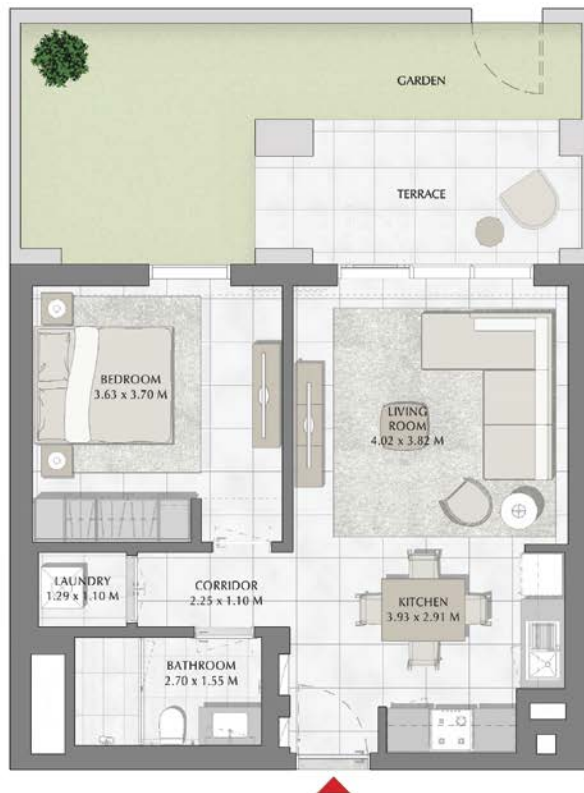 GARDEN
TERRACE
BEDROOM
3.63 x 3.70 M
LIVING
ROOM
4.02 x 3.82 M
LAUNDRY
1.29 x 1.10 M
CORRIDOR
2.25 x 1.10 M
KITCHEN
3.93 x 2.91 M
BATHROOM
2.70 x 1.55 M